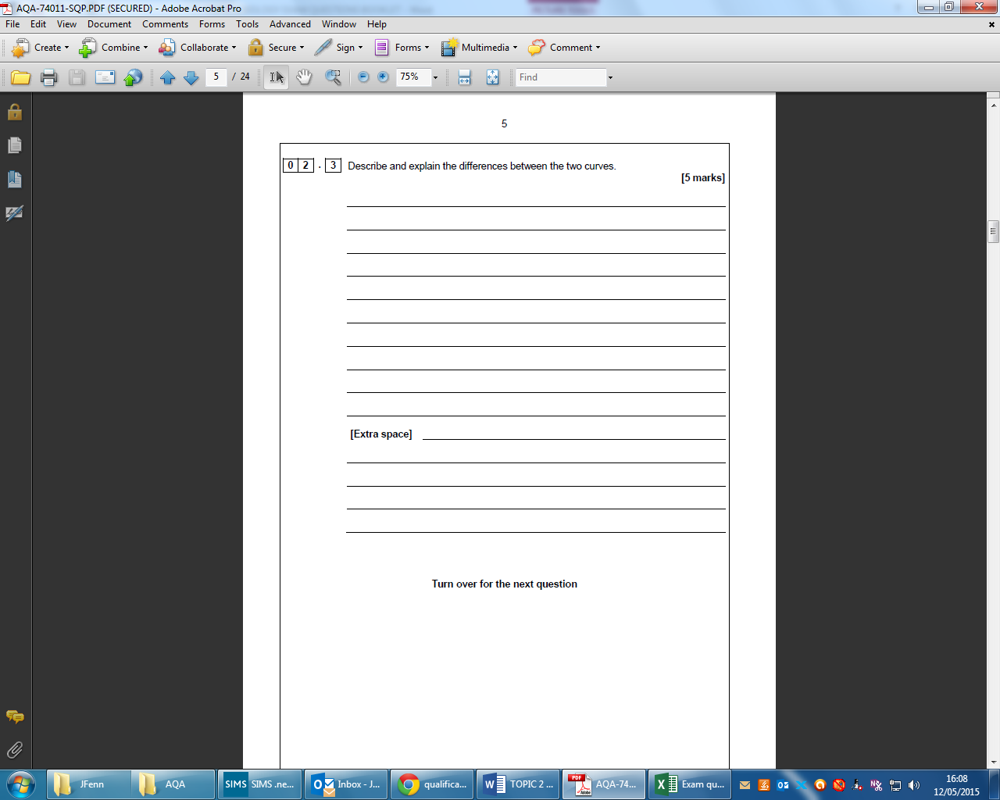 AQA-74011-SQP.PDF (SECURED) - Adobe Acrobat Pro
File Edit View Document Comments Forms Tools Advanced Window Help
Create Combine Collaborate Secure Sign Forms Multimedia Comment
5 / 24 75% Find
5
0 2 . 3 Describe and explain the differences between the two curves.
[5 marks]
[Extra space]
Turn over for the next question
JFenn AQA SIMS SIMS .ne... Inbox - J... qualifica... TOPIC 2 ... PDF Adobe AQA-74... Exam qu... 16:08
12/05/2015